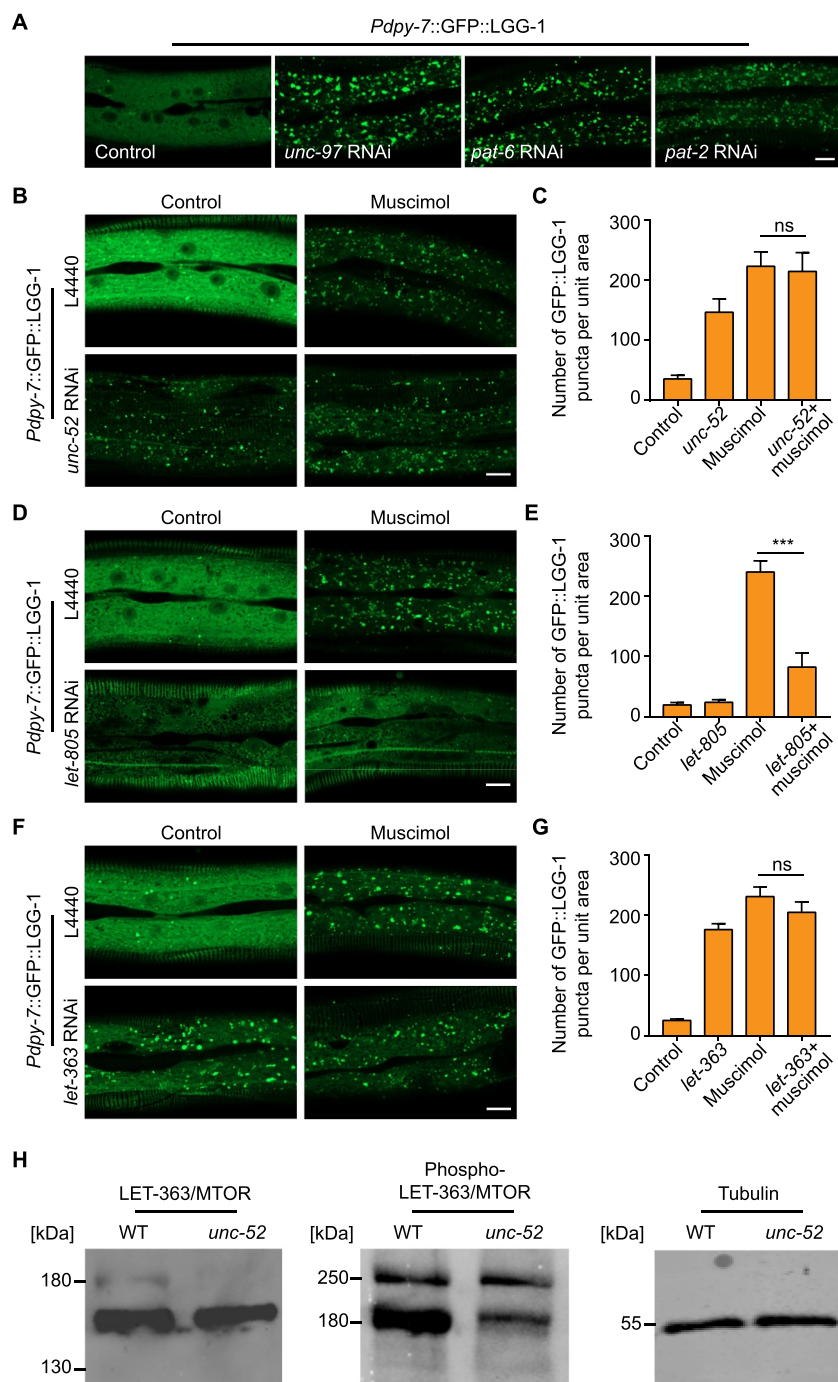 A
Pdpy-7::GFP::LGG-1
Control
unc-97 RNAi
pat-6 RNAi
pat-2 RNAi
B
Control
Muscimol
Pdpy-7::GFP::LGG-1
L4440
unc-52 RNAi
C
Number of GFP::LGG-1
puncta per unit area
300
200
100
0
ns
Control
unc-52
Muscimol
unc-52+
muscimol
D
Control
Muscimol
Pdpy-7::GFP::LGG-1
L4440
let-805 RNAi
E
Number of GFP::LGG-1
puncta per unit area
300
200
100
0
***
Control
let-805
Muscimol
let-805+
muscimol
F
Control
Muscimol
Pdpy-7::GFP::LGG-1
L4440
let-363 RNAi
G
Number of GFP::LGG-1
puncta per unit area
300
200
100
0
ns
Control
let-363
Muscimol
let-363+
muscimol
H
LET-363/MTOR
[kDa]
WT
unc-52
180
130
Phospho-
LET-363/MTOR
[kDa]
WT
unc-52
250
180
Tubulin
[kDa]
WT
unc-52
55